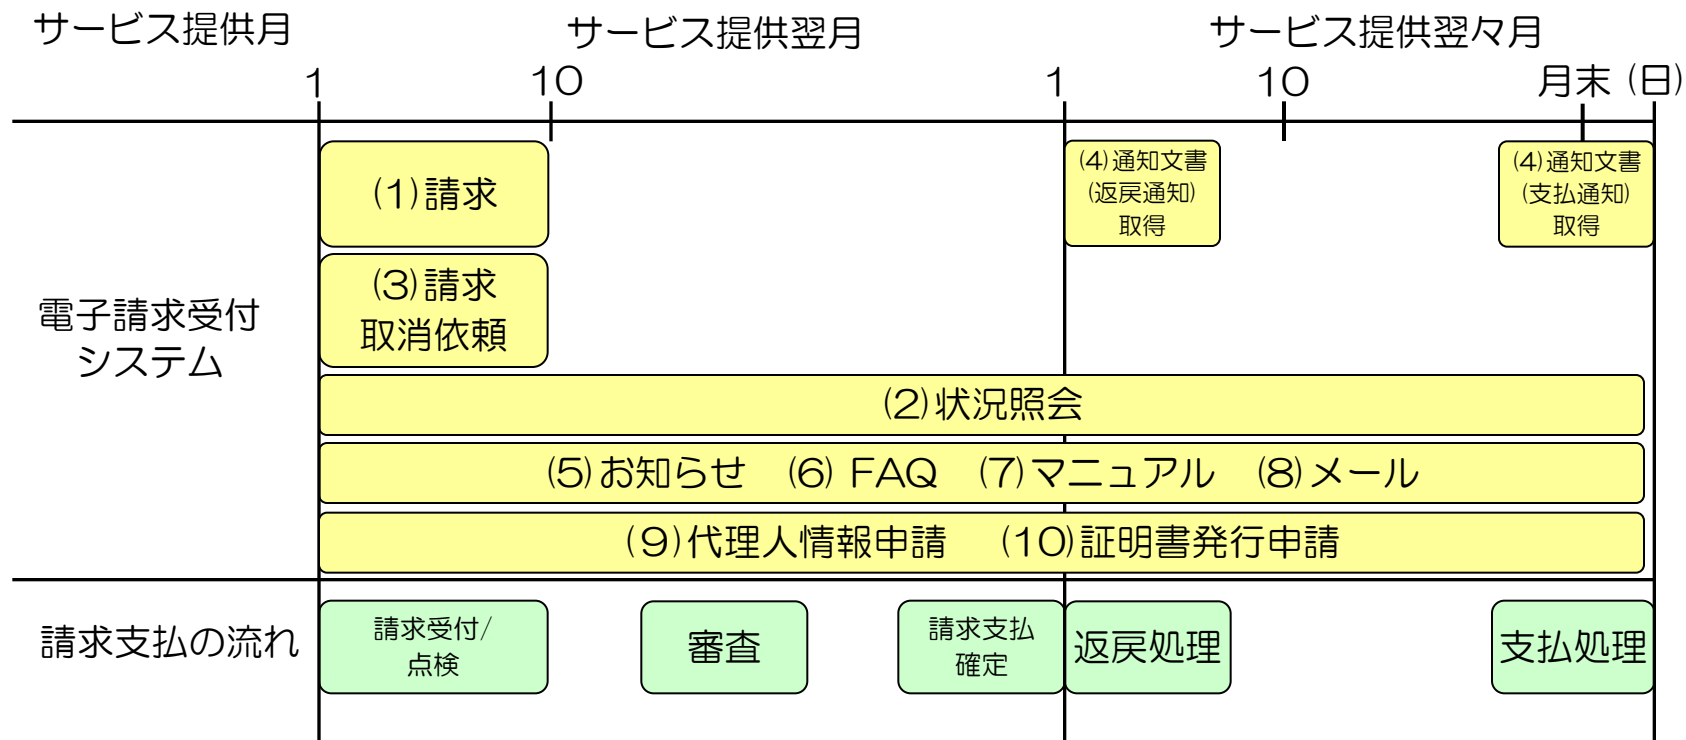 サービス提供月
サービス提供翌月
サービス提供翌々月
1
10
1
10
月末
(日)
(1)請求
(4)通知文書
(返戻通知)
取得
(4)通知文書
(支払通知)
取得
電子請求受付
システム
(3)請求
取消依頼
(2)状況照会
(5)お知らせ (6) FAQ (7)マニュアル (8)メール
(9)代理人情報申請 (10)証明書発行申請
請求支払の流れ
請求受付/
点検
審査
請求支払
確定
返戻処理
支払処理